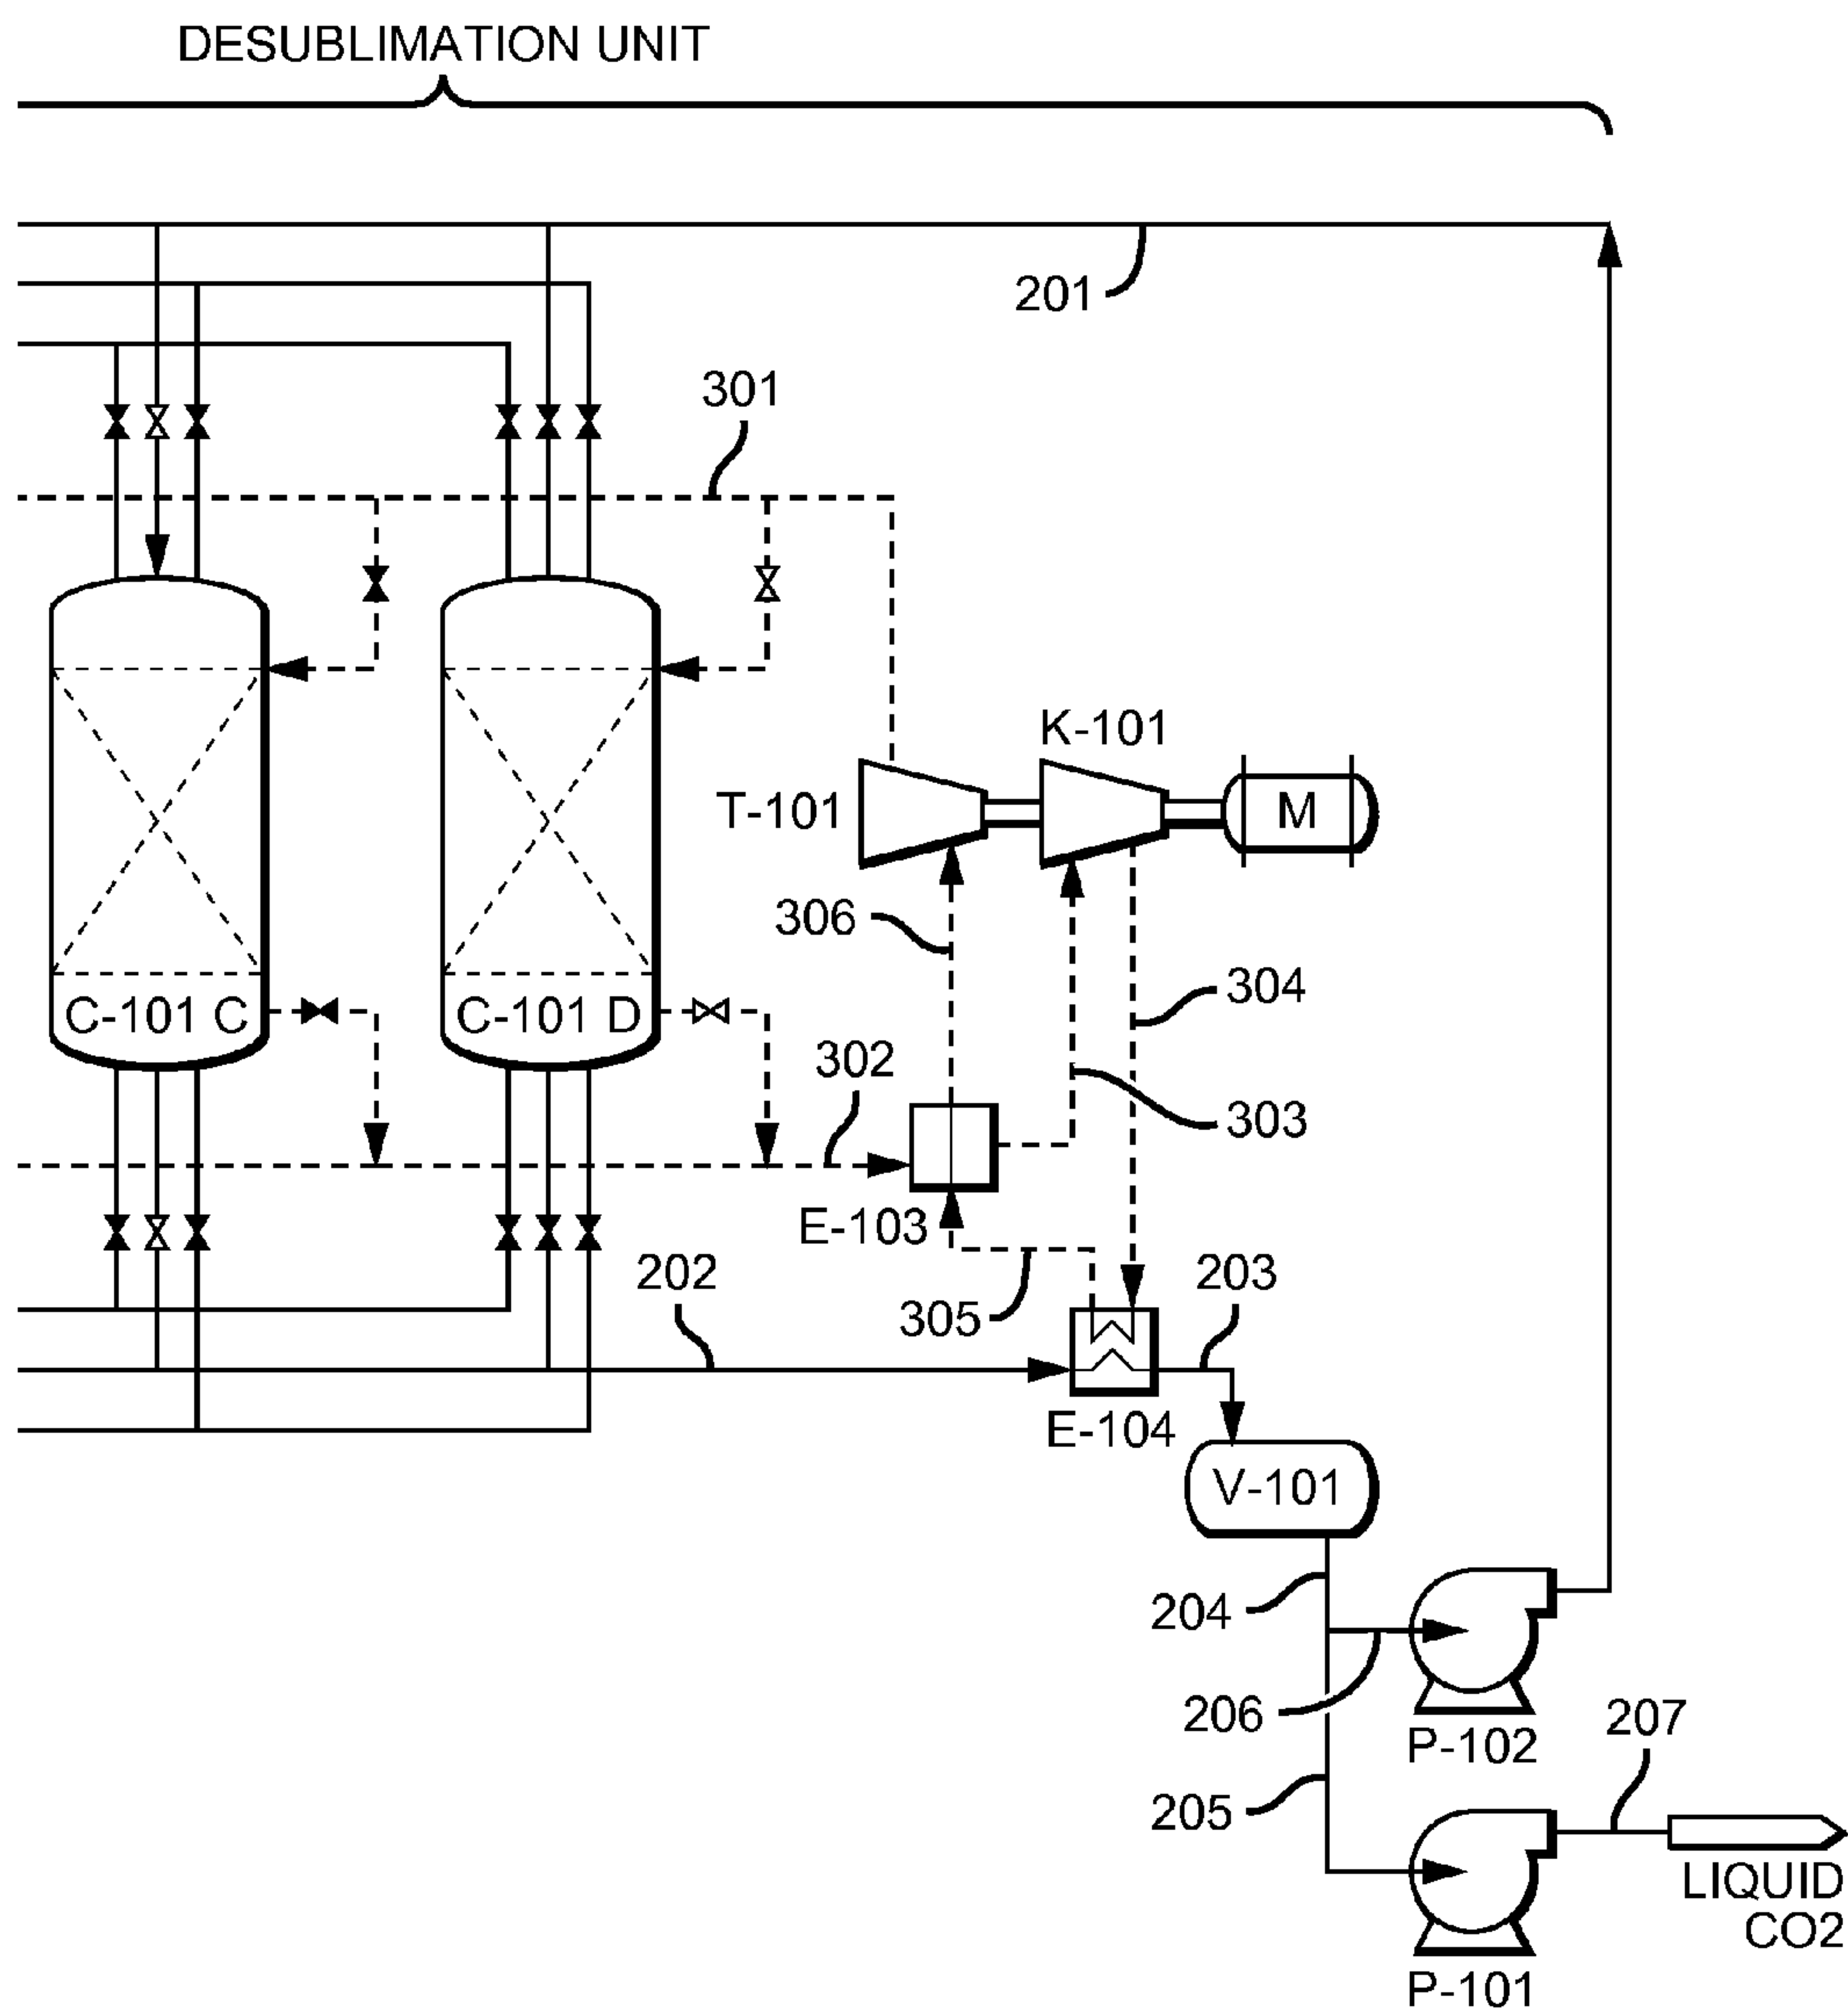 DESUBLIMATION UNIT
201
301
K-101
T-101
M
306
304
C-101 C
C-101 D
302
303
E-103
202
203
305
E-104
V-101
204
206
207
P-102
205
LIQUID
CO2
P-101